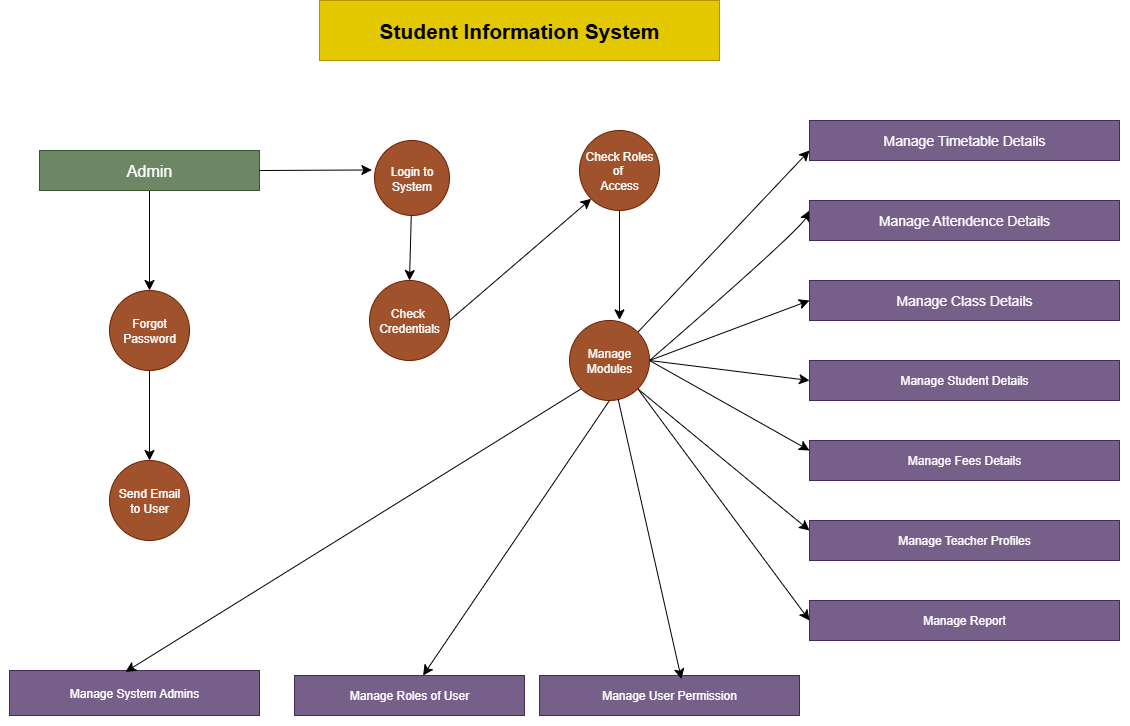 Student Information System
Admin
Login to
System
Check Roles
of
Access
Manage Timetable Details
Manage Attendence Details
Forgot
Password
Check
Credentials
Manage Class Details
Manage
Modules
Manage Student Details
Manage Fees Details
Send Email
to User
Manage Teacher Profiles
Manage Report
Manage System Admins
Manage Roles of User
Manage User Permission